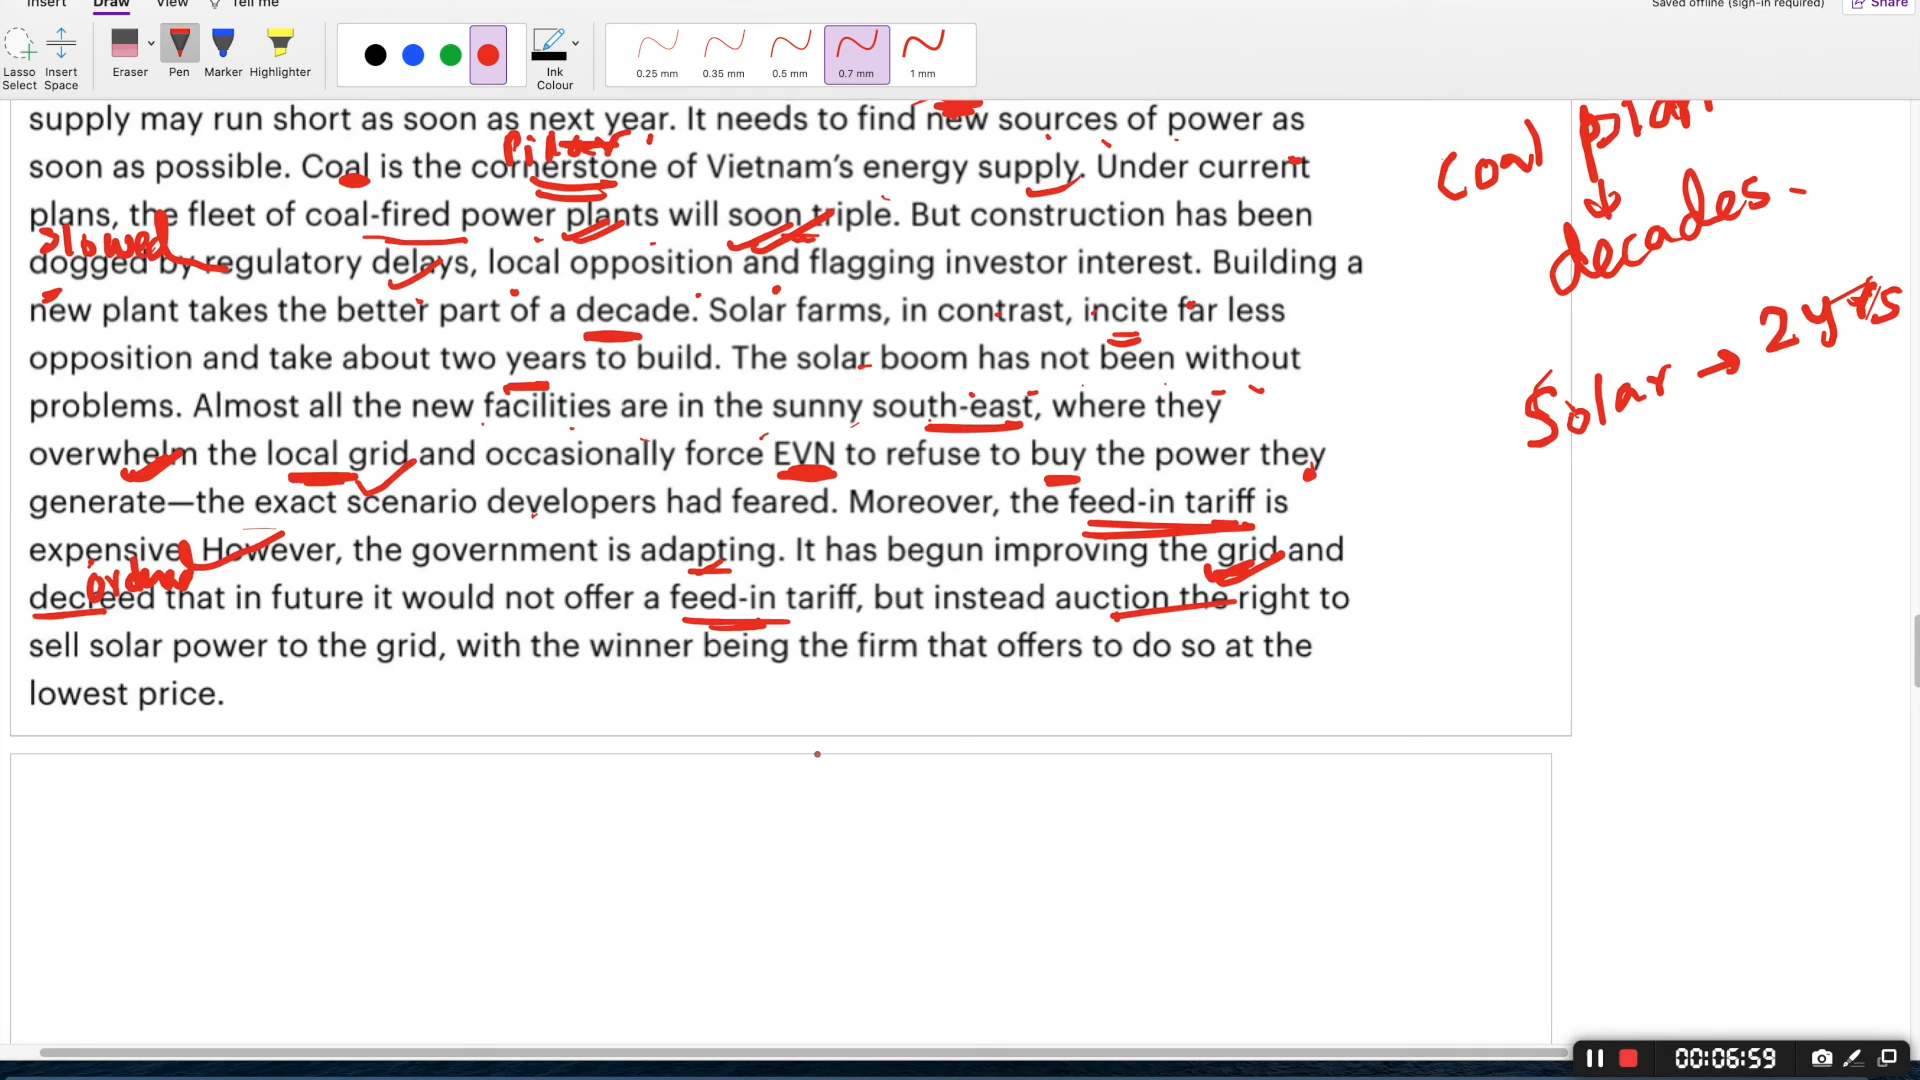 Insert Draw View Tell me Saved offline (sign-in required) Share
Lasso Select Insert Space Eraser Pen Marker Highlighter Ink Colour 0.25 mm 0.35 mm 0.5 mm 0.7 mm 1 mm
supply may run short as soon as next year. It needs to find new sources of power as
soon as possible. Coal is the cornerstone of Vietnam's energy supply. Under current
plans, the fleet of coal-fired power plants will soon triple. But construction has been
slowed
dogged by regulatory delays, local opposition and flagging investor interest. Building a
new plant takes the better part of a decade. Solar farms, in contrast, incite far less
opposition and take about two years to build. The solar boom has not been without
problems. Almost all the new facilities are in the sunny south-east, where they
overwhelm the local grid and occasionally force EVN to refuse to buy the power they
generate—the exact scenario developers had feared. Moreover, the feed-in tariff is
expensive. However, the government is adapting. It has begun improving the grid and
ordered
decreed that in future it would not offer a feed-in tariff, but instead auction the right to
sell solar power to the grid, with the winner being the firm that offers to do so at the
lowest price.
coal
decades
Solar → 2 yrs
00:06:59